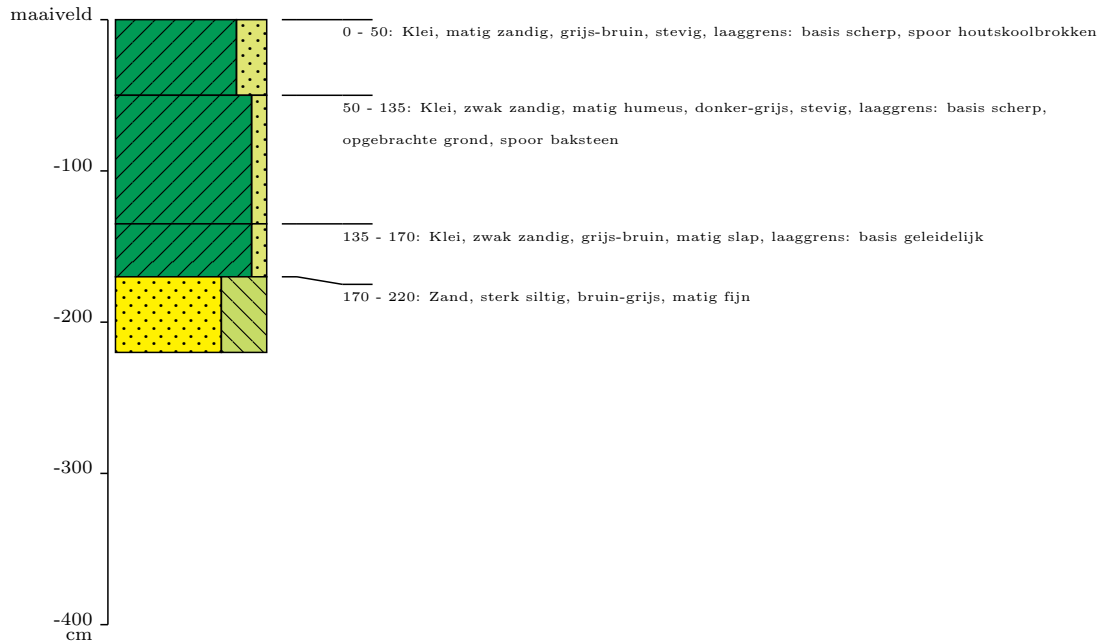 maaiveld
0 - 50: Klei, matig zandig, grijs-bruin, stevig, laaggrens: basis scherp, spoor houtskoolbrokken
50 - 135: Klei, zwak zandig, matig humeus, donker-grijs, stevig, laaggrens: basis scherp,
opgebrachte grond, spoor baksteen
-100
135 - 170: Klei, zwak zandig, grijs-bruin, matig slap, laaggrens: basis geleidelijk
170 - 220: Zand, sterk siltig, bruin-grijs, matig fijn
-200
-300
-400
cm